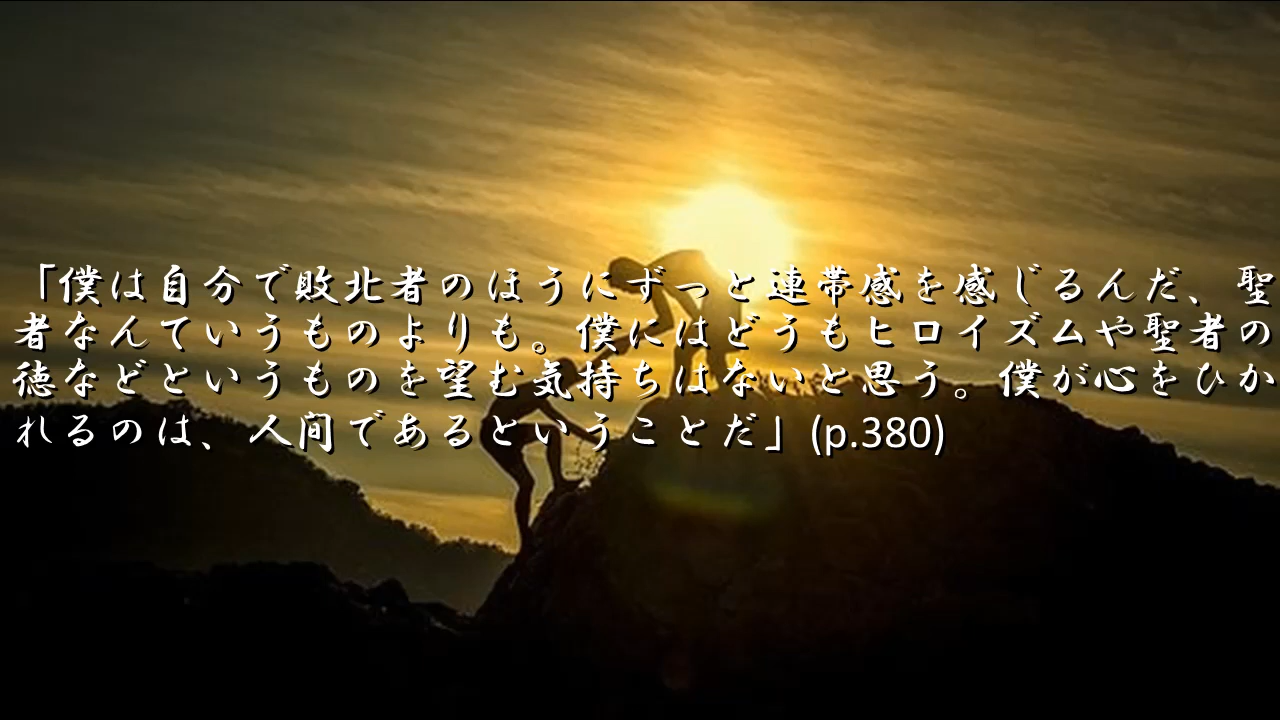 「僕は自分で敗北者のほうにずっと連帯感を感じるんだ、聖
者なんていうものよりも。僕にはどうもヒロイズムや聖者の
徳などというものを望む気持ちはないと思う。僕が心をひか
れるのは、人間であるということだ」(p.380)